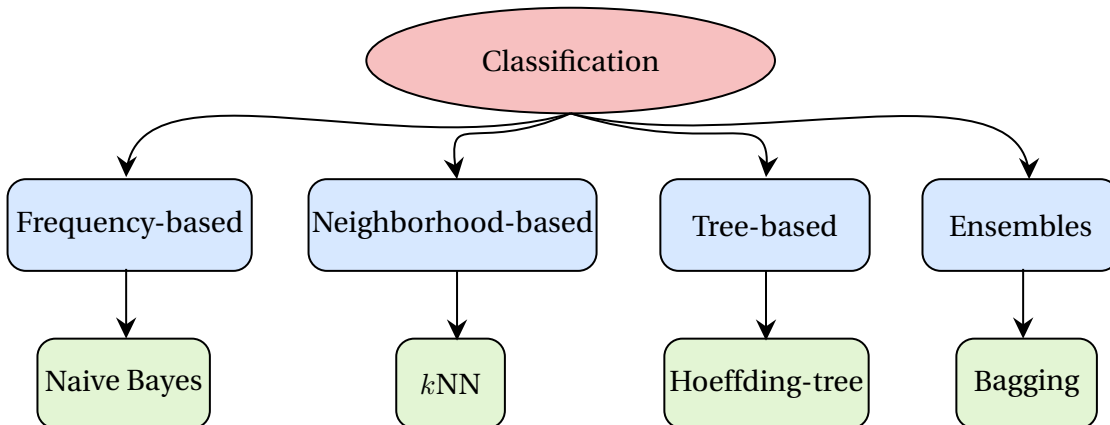 Classification
Frequency-based
Neighborhood-based
Tree-based
Ensembles
Naive Bayes
kNN
Hoeffding-tree
Bagging